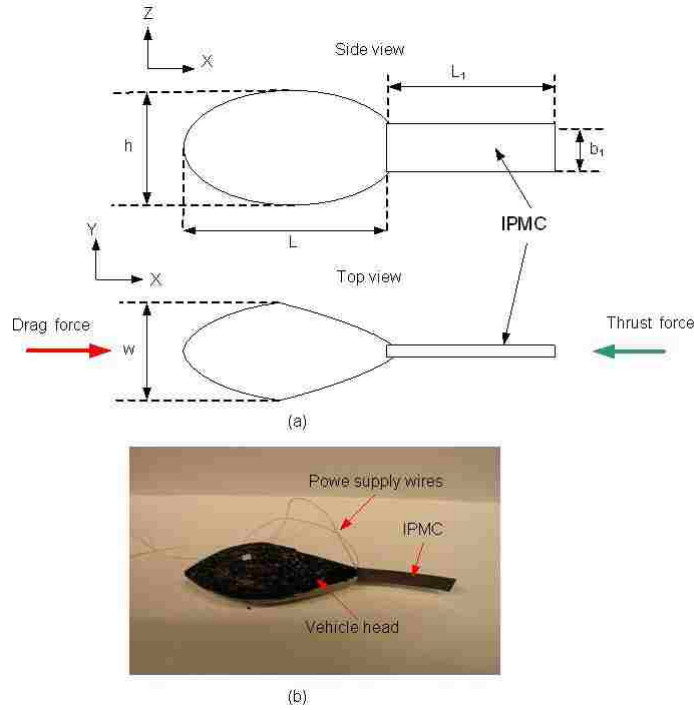 Z
Side view
X
L₁
h
b₁
IPMC
Y
L
X
Top view
Drag force
Thrust force
w
(a)
Powe supply wires
IPMC
Vehicle head
(b)